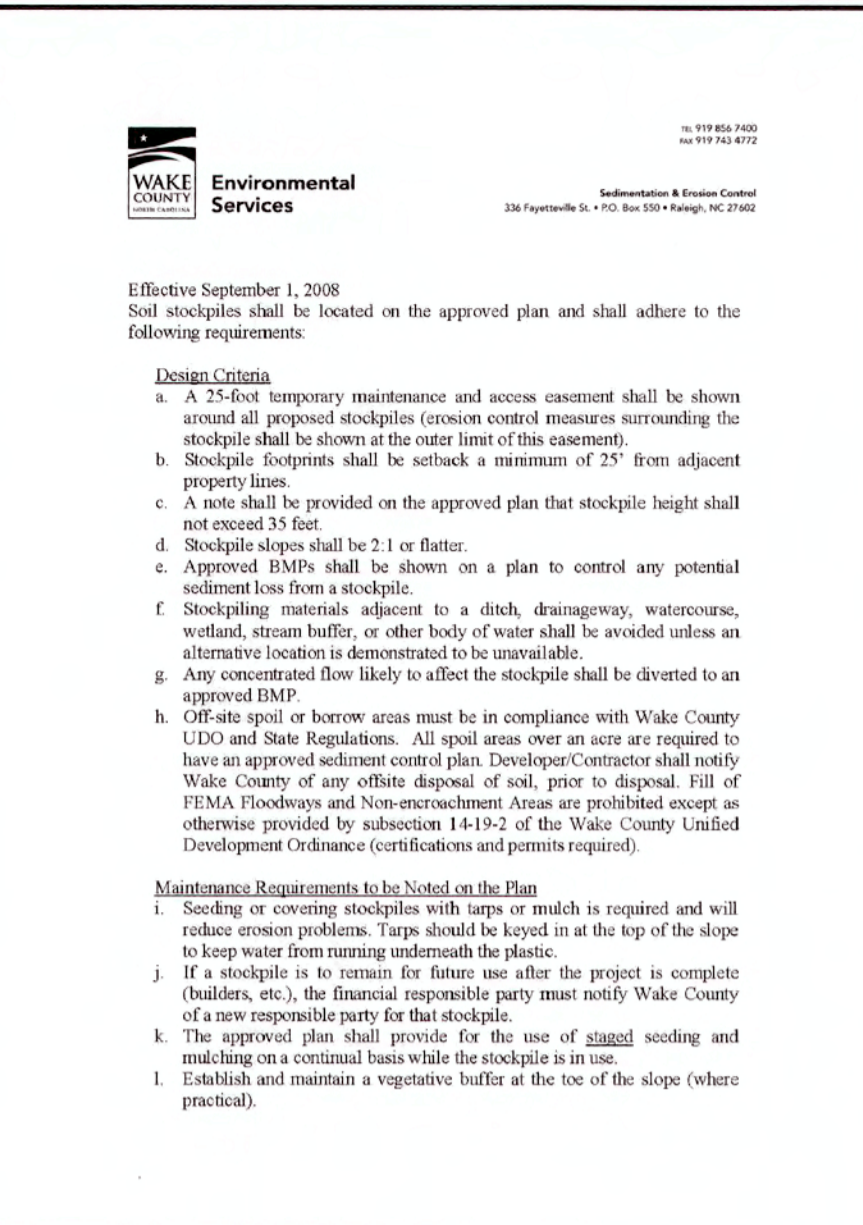 TEL 919 856 7400
FAX 919 743 4772
WAKE
COUNTY
NORTH CAROLINA
Environmental
Services
Sedimentation & Erosion Control
336 Fayetteville St. • P.O. Box 550 • Raleigh, NC 27602
Effective September 1, 2008
Soil stockpiles shall be located on the approved plan and shall adhere to the
following requirements:
Design Criteria
a. A 25-foot temporary maintenance and access easement shall be shown
around all proposed stockpiles (erosion control measures surrounding the
stockpile shall be shown at the outer limit of this easement).
b. Stockpile footprints shall be setback a minimum of 25' from adjacent
property lines.
c. A note shall be provided on the approved plan that stockpile height shall
not exceed 35 feet.
d. Stockpile slopes shall be 2:1 or flatter.
e. Approved BMPs shall be shown on a plan to control any potential
sediment loss from a stockpile.
f. Stockpiling materials adjacent to a ditch, drainageway, watercourse,
wetland, stream buffer, or other body of water shall be avoided unless an
alternative location is demonstrated to be unavailable.
g. Any concentrated flow likely to affect the stockpile shall be diverted to an
approved BMP.
h. Off-site spoil or borrow areas must be in compliance with Wake County
UDO and State Regulations. All spoil areas over an acre are required to
have an approved sediment control plan. Developer/Contractor shall notify
Wake County of any offsite disposal of soil, prior to disposal. Fill of
FEMA Floodways and Non-encroachment Areas are prohibited except as
otherwise provided by subsection 14-19-2 of the Wake County Unified
Development Ordinance (certifications and permits required).
Maintenance Requirements to be Noted on the Plan
i. Seeding or covering stockpiles with tarps or mulch is required and will
reduce erosion problems. Tarps should be keyed in at the top of the slope
to keep water from running underneath the plastic.
j. If a stockpile is to remain for future use after the project is complete
(builders, etc.), the financial responsible party must notify Wake County
of a new responsible party for that stockpile.
k. The approved plan shall provide for the use of staged seeding and
mulching on a continual basis while the stockpile is in use.
l. Establish and maintain a vegetative buffer at the toe of the slope (where
practical).